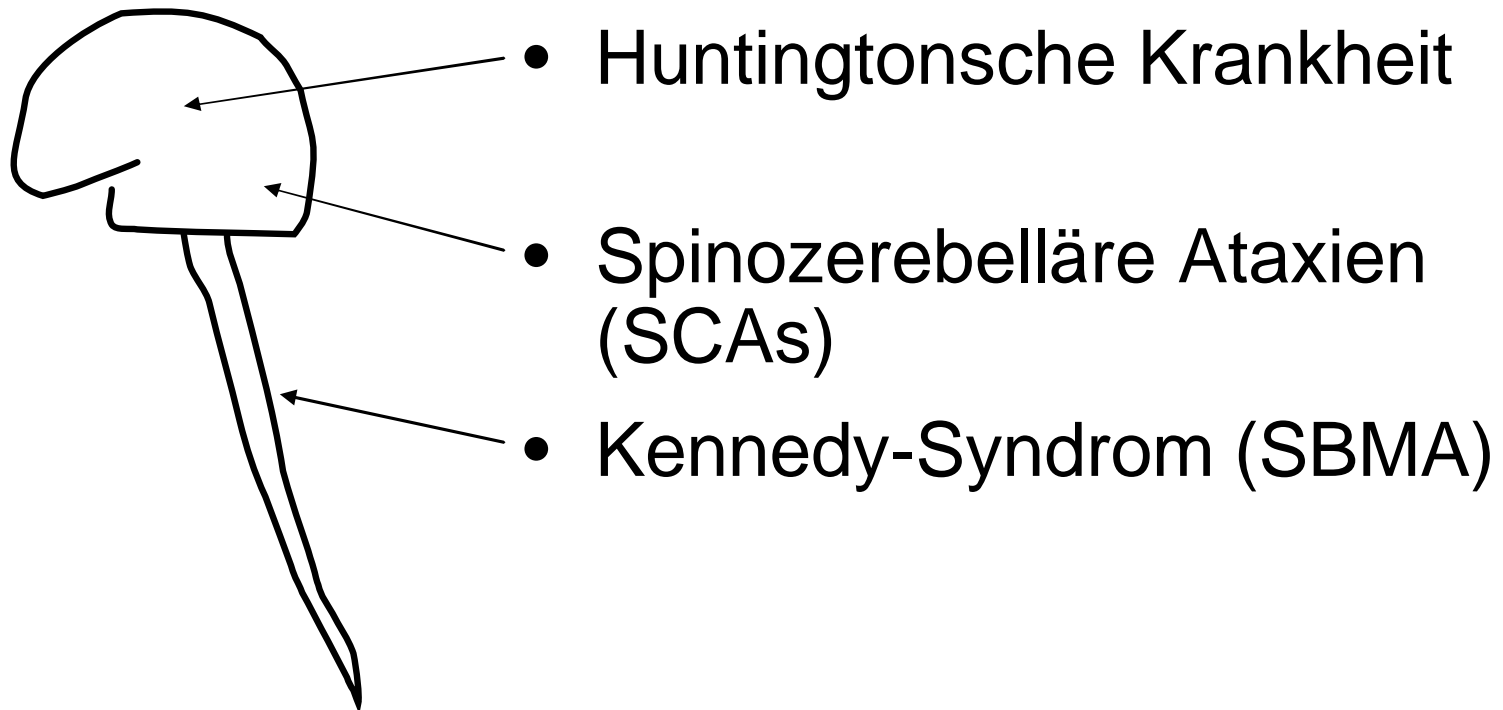 • Huntingtonsche Krankheit
• Spinozerebelläre Ataxien
(SCAs)
• Kennedy-Syndrom (SBMA)